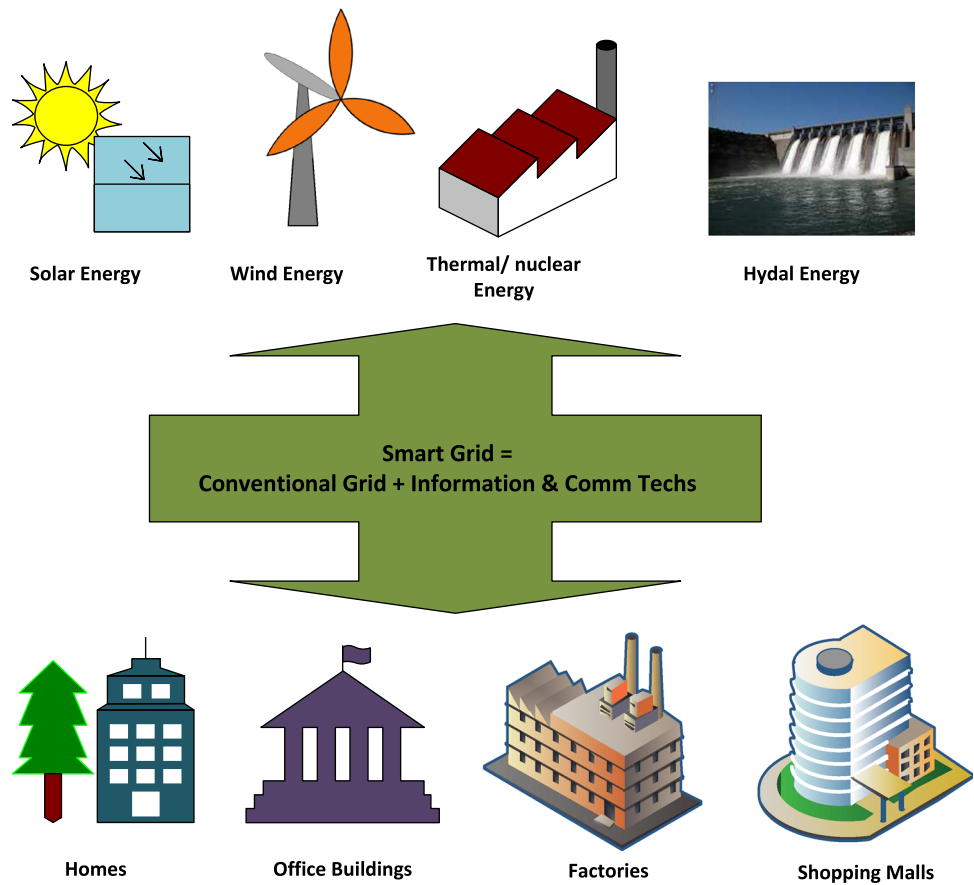 Solar Energy
Wind Energy
Thermal/ nuclear
Energy
Hydal Energy
Smart Grid =
Conventional Grid + Information & Comm Techs
Homes
Office Buildings
Factories
Shopping Malls